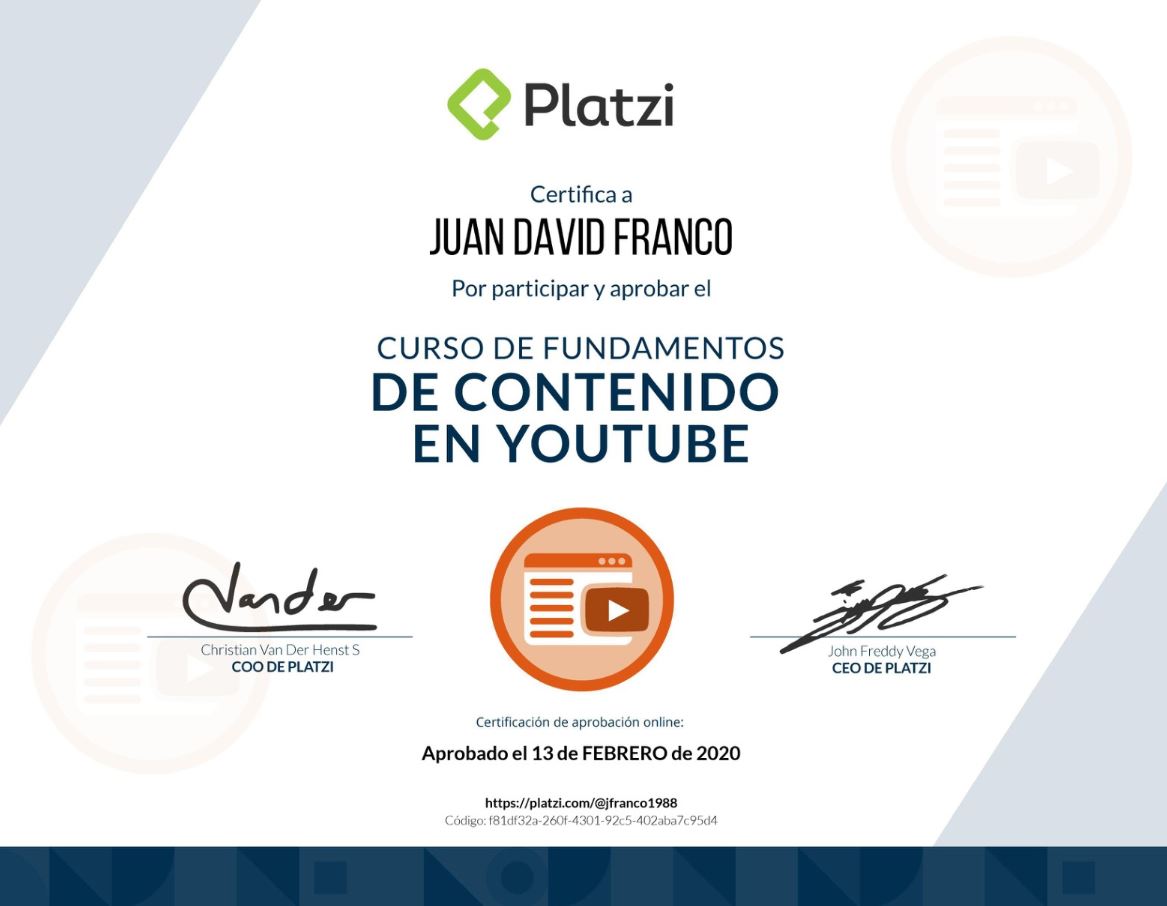 Platzi
Certifica a
JUAN DAVID FRANCO
Por participar y aprobar el
CURSO DE FUNDAMENTOS
DE CONTENIDO
EN YOUTUBE
Vander
Christian Van Der Henst S
COO DE PLATZI
John Freddy Vega
CEO DE PLATZI
Certificación de aprobación online:
Aprobado el 13 de FEBRERO de 2020
https://platzi.com/@jfranco1988
Código: f81df32a-260f-4301-92c5-402aba7c95d4